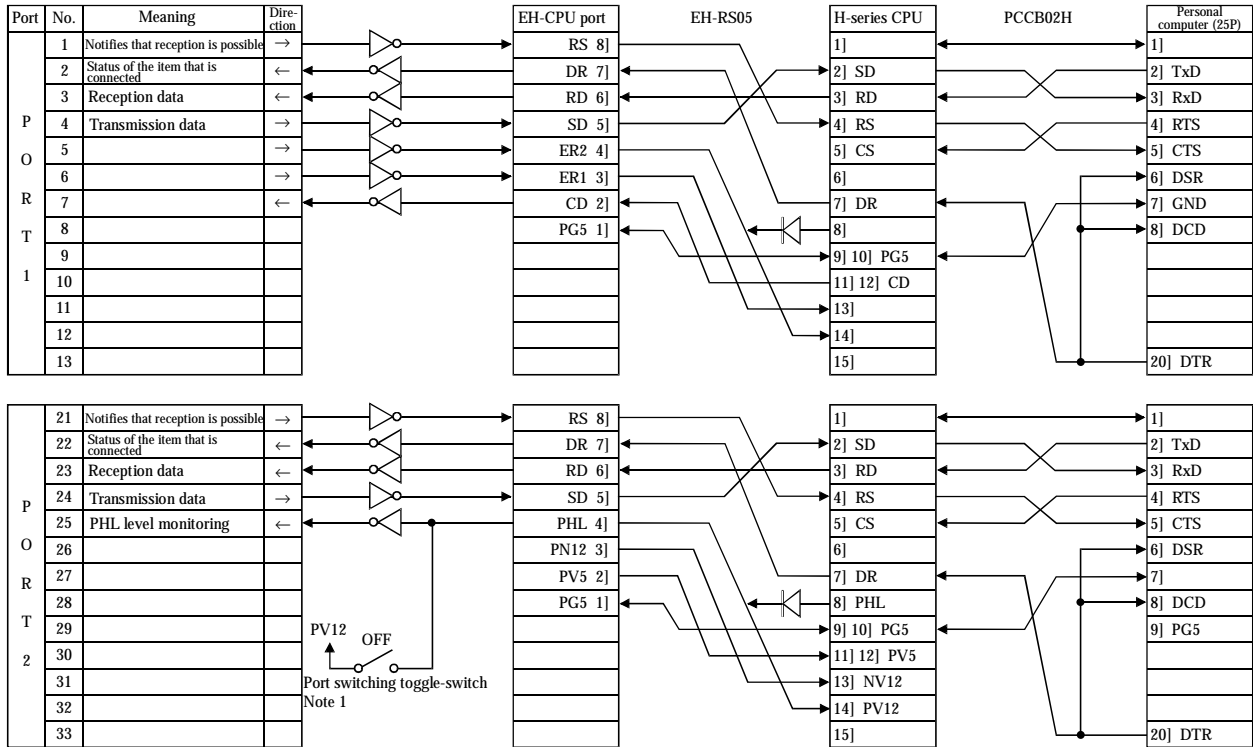 Port No. Meaning Dire-ction EH-CPU port EH-RS05 H-series CPU PCCB02H Personal computer (25P)
1 Notifies that reception is possible → RS 8] 1] 1]
2 Status of the item that is connected ← DR 7] 2] SD 2] TxD
3 Reception data ← RD 6] 3] RD 3] RxD
4 Transmission data → SD 5] 4] RS 4] RTS
5 → ER2 4] 5] CS 5] CTS
6 → ER1 3] 6] 6] DSR
7 ← CD 2] 7] DR 7] GND
8 PG5 1] 8] 8] DCD
9 9] 10] PG5
10 11] 12] CD
11 13]
12 14]
13 15] 20] DTR
PORT 1
21 Notifies that reception is possible → RS 8] 1] 1]
22 Status of the item that is connected ← DR 7] 2] SD 2] TxD
23 Reception data ← RD 6] 3] RD 3] RxD
24 Transmission data → SD 5] 4] RS 4] RTS
25 PHL level monitoring ← PHL 4] 5] CS 5] CTS
26 PN12 3] 6] 6] DSR
27 PV5 2] 7] DR 7]
28 PG5 1] 8] PHL 8] DCD
29 9] 10] PG5 9] PG5
30 11] 12] PV5
31 13] NV12
32 14] PV12
33 15] 20] DTR
PORT 2
PV12 OFF
Port switching toggle-switch
Note 1